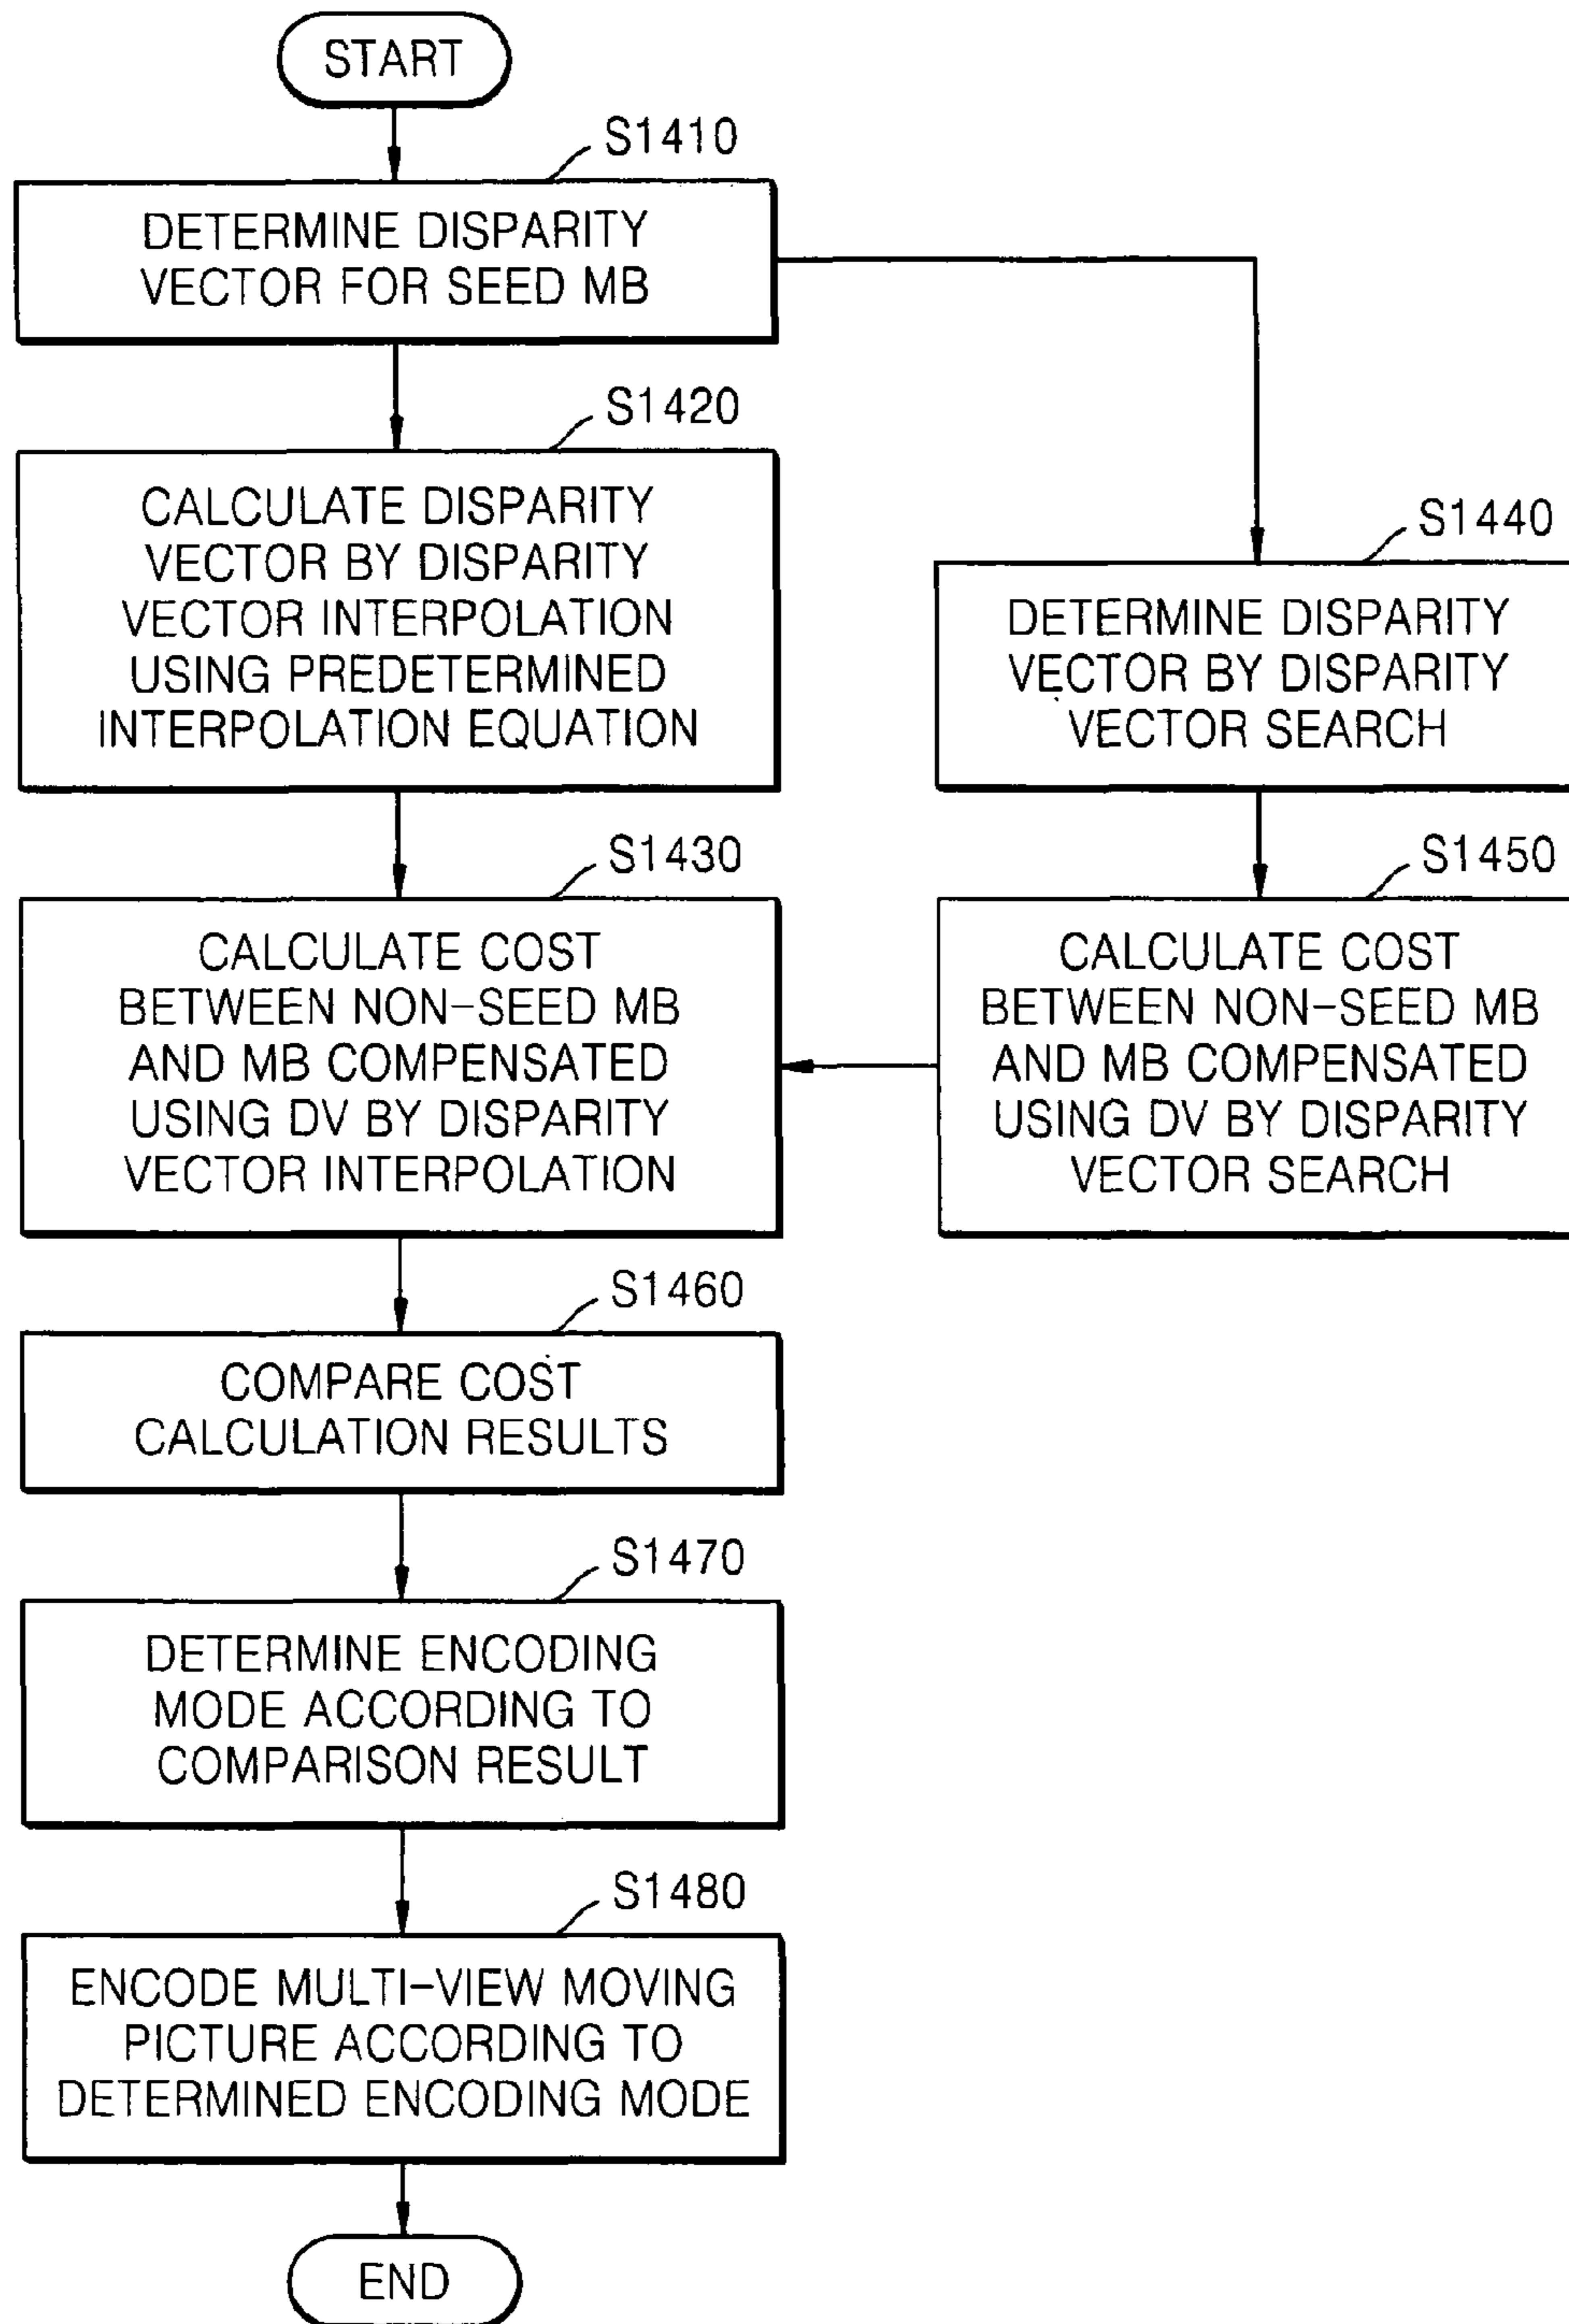 START
S1410
DETERMINE DISPARITY
VECTOR FOR SEED MB
S1420
CALCULATE DISPARITY
VECTOR BY DISPARITY
VECTOR INTERPOLATION
USING PREDETERMINED
INTERPOLATION EQUATION
S1440
DETERMINE DISPARITY
VECTOR BY DISPARITY
VECTOR SEARCH
S1430
CALCULATE COST
BETWEEN NON-SEED MB
AND MB COMPENSATED
USING DV BY DISPARITY
VECTOR INTERPOLATION
S1450
CALCULATE COST
BETWEEN NON-SEED MB
AND MB COMPENSATED
USING DV BY DISPARITY
VECTOR SEARCH
S1460
COMPARE COST
CALCULATION RESULTS
S1470
DETERMINE ENCODING
MODE ACCORDING TO
COMPARISON RESULT
S1480
ENCODE MULTI-VIEW MOVING
PICTURE ACCORDING TO
DETERMINED ENCODING MODE
END